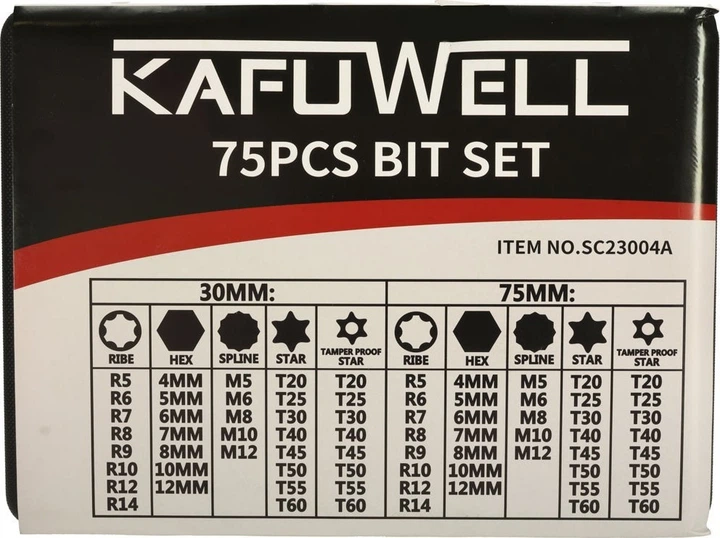 KAFUWELL
75PCS BIT SET
ITEM NO.SC23004A
30MM: 75MM:
RIBE HEX SPLINE STAR TAMPER PROOF STAR RIBE HEX SPLINE STAR TAMPER PROOF STAR
R5 4MM M5 T20 T20 R5 4MM M5 T20 T20
R6 5MM M6 T25 T25 R6 5MM M6 T25 T25
R7 6MM M8 T30 T30 R7 6MM M8 T30 T30
R8 7MM M10 T40 T40 R8 7MM M10 T40 T40
R9 8MM M12 T45 T45 R9 8MM M12 T45 T45
R10 10MM T50 T50 R10 10MM T50 T50
R12 12MM T55 T55 R12 12MM T55 T55
R14 T60 T60 R14 T60 T60